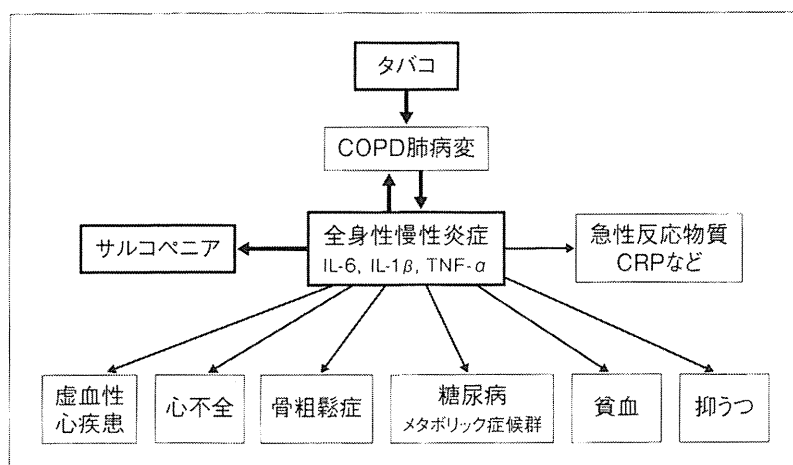 タバコ
COPD肺病変
全身性慢性炎症
IL-6, IL-1β, TNF-α
サルコペニア
急性反応物質
CRPなど
虚血性
心疾患
心不全
骨粗鬆症
糖尿病
メタボリック症候群
貧血
抑うつ